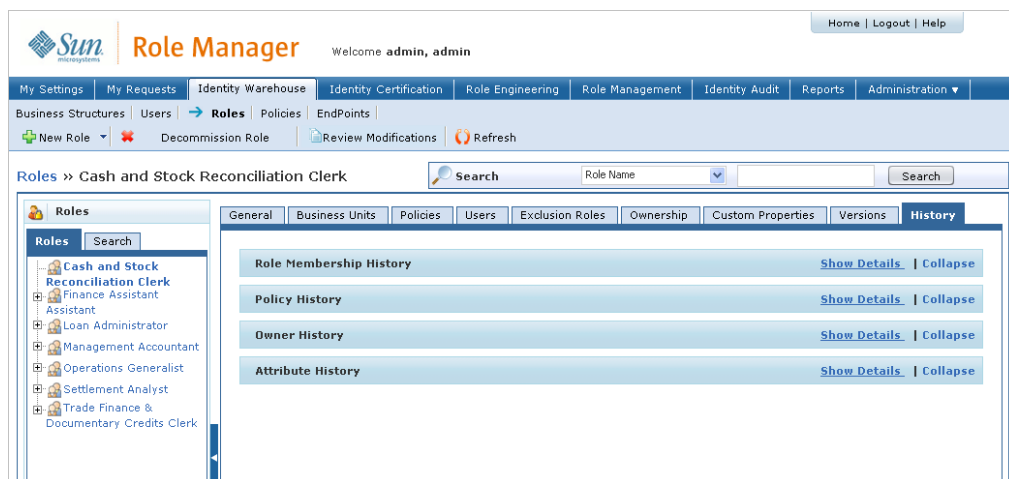 Home | Logout | Help
Sun
microsystems
Role Manager
Welcome admin, admin
My Settings
My Requests
Identity Warehouse
Identity Certification
Role Engineering
Role Management
Identity Audit
Reports
Administration ▼
Business Structures
Users
Roles
Policies
EndPoints
New Role
Decommission Role
Review Modifications
Refresh
Roles » Cash and Stock Reconciliation Clerk
Search
Role Name
Search
Roles
Roles
Search
Cash and Stock
Reconciliation Clerk
Finance Assistant
Assistant
Loan Administrator
Management Accountant
Operations Generalist
Settlement Analyst
Trade Finance &
Documentary Credits Clerk
General
Business Units
Policies
Users
Exclusion Roles
Ownership
Custom Properties
Versions
History
Role Membership History Show Details | Collapse
Policy History Show Details | Collapse
Owner History Show Details | Collapse
Attribute History Show Details | Collapse